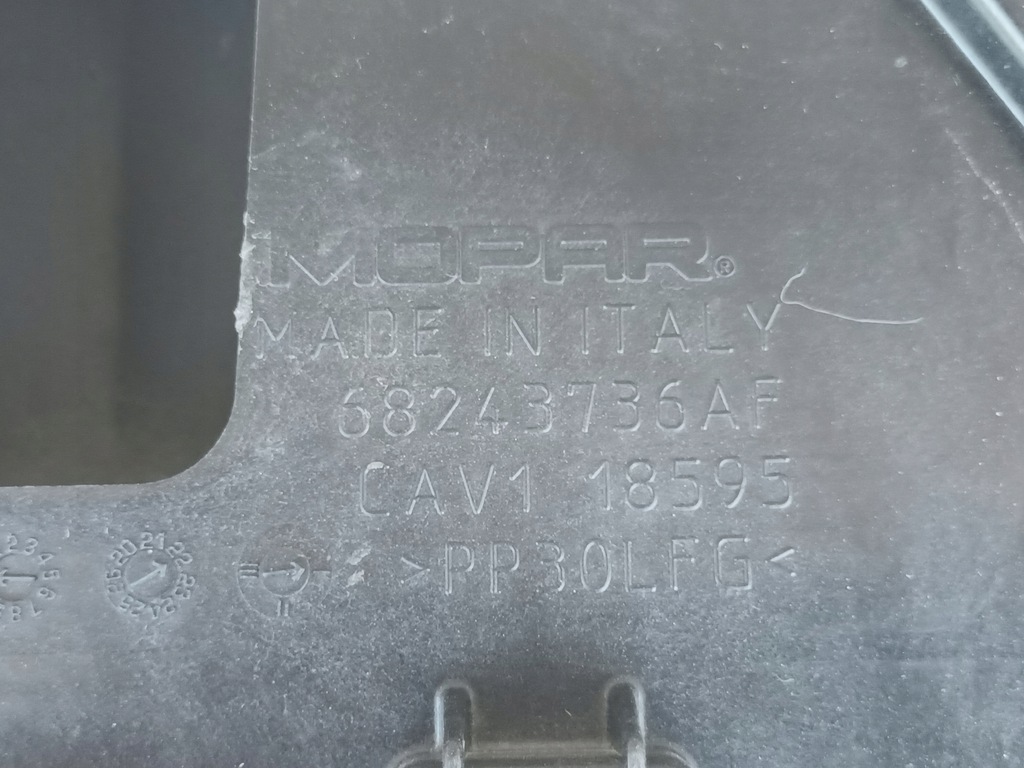 MOPAR®
MADE IN ITALY
68243736AF
CAV1 18595
>PP30LFG<